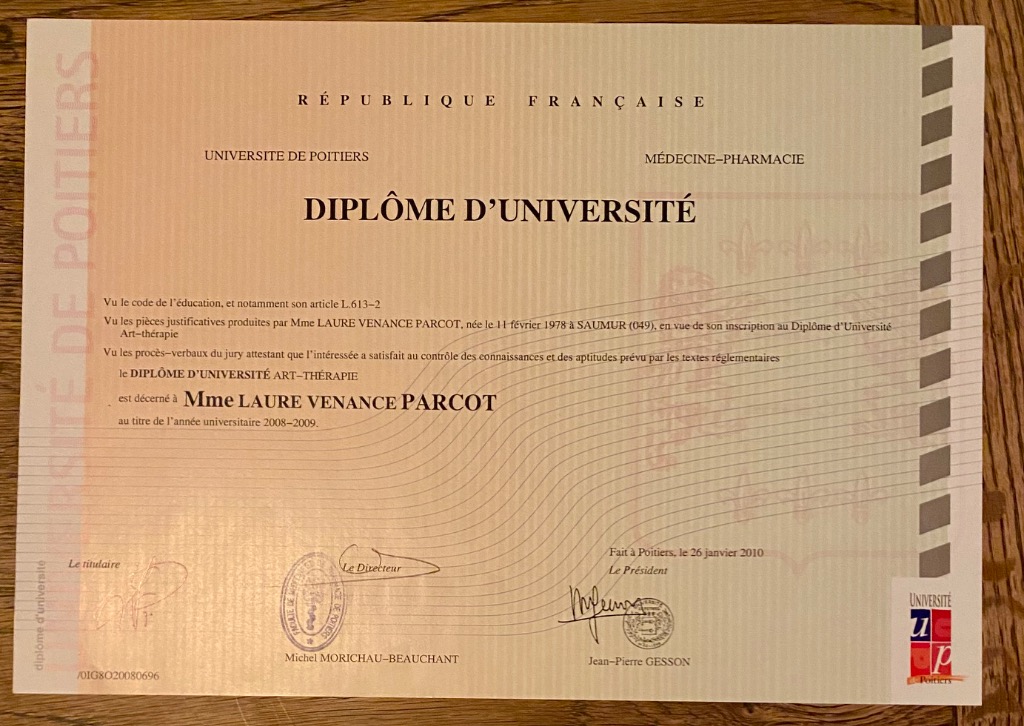 RÉPUBLIQUE FRANÇAISE
UNIVERSITE DE POITIERS
MÉDECINE–PHARMACIE
DIPLÔME D'UNIVERSITÉ
Vu le code de l'éducation, et notamment son article L.613–2
Vu les pièces justificatives produites par Mme LAURE VENANCE PARCOT, née le 11 février 1978 à SAUMUR (049), en vue de son inscription au Diplôme d'Université
Art–thérapie
Vu les procès–verbaux du jury attestant que l'intéressée a satisfait au contrôle des connaissances et des aptitudes prévu par les textes réglementaires
le DIPLÔME D'UNIVERSITÉ ART–THÉRAPIE
est décerné à Mme LAURE VENANCE PARCOT
au titre de l'année universitaire 2008–2009.
Fait à Poitiers, le 26 janvier 2010
Le titulaire
Le Directeur
Le Président
Michel MORICHAU–BEAUCHANT
Jean–Pierre GESSON
/01G8O20080696
diplôme d'université
UNIVERSITÉ DE POITIERS
UNIVERSITÉ
u
p
Poitiers